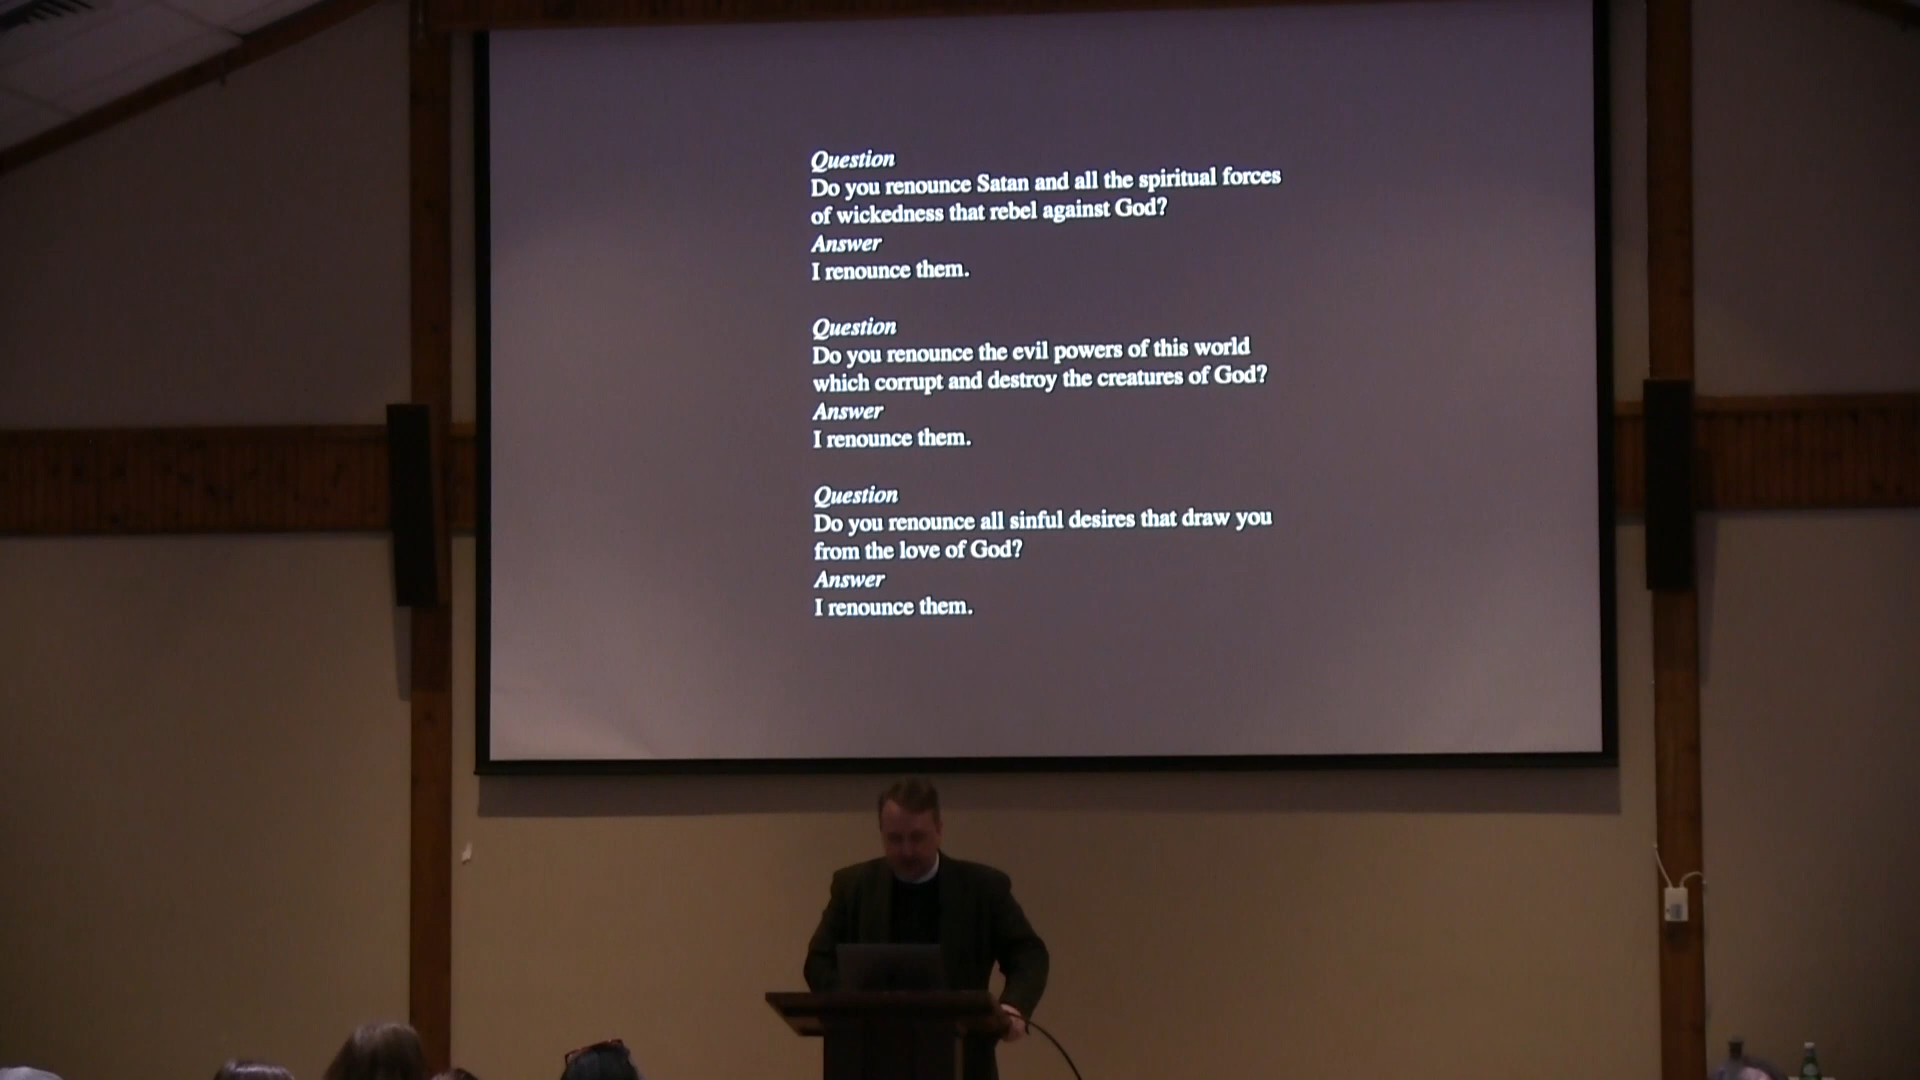 Question
Do you renounce Satan and all the spiritual forces
of wickedness that rebel against God?
Answer
I renounce them.
Question
Do you renounce the evil powers of this world
which corrupt and destroy the creatures of God?
Answer
I renounce them.
Question
Do you renounce all sinful desires that draw you
from the love of God?
Answer
I renounce them.